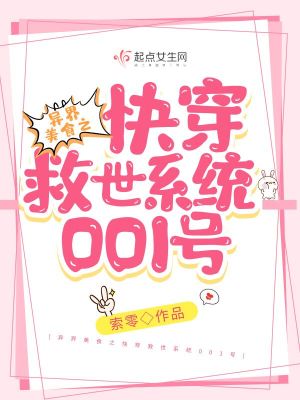 起点女生网
异界
美食之
快穿
救世系统
001号
索零◇作品
[异界美食之快穿救世系统001号]